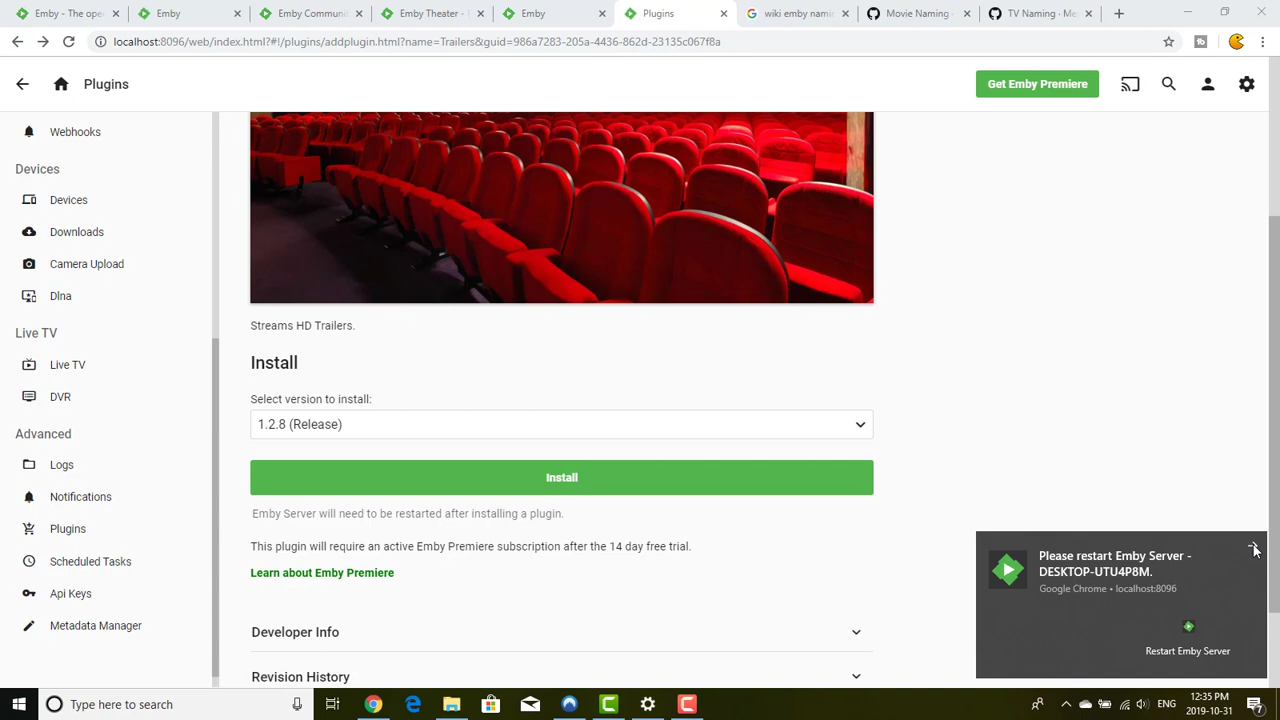 Emby - The
Emby
Emby Communi
Emby Theater -
Emby
Plugins
wiki emby nami
Movie Naming ·
TV Naming · Me
localhost:8096/web/index.html?#!/plugins/addplugin.html?name=Trailers&guid=986a7283-205a-4436-862d-23135c067f8a
Plugins
Get Emby Premiere
Webhooks
Devices
Devices
Downloads
Camera Upload
Dlna
Live TV
Live TV
DVR
Advanced
Logs
Notifications
Plugins
Scheduled Tasks
Api Keys
Metadata Manager
Streams HD Trailers.
Install
Select version to install:
1.2.8 (Release)
Install
Emby Server will need to be restarted after installing a plugin.
This plugin will require an active Emby Premiere subscription after the 14 day free trial.
Learn about Emby Premiere
Developer Info
Revision History
Please restart Emby Server -
DESKTOP-UTU4P8M.
Google Chrome • localhost:8096
Restart Emby Server
Type here to search
ENG
12:35 PM
2019-10-31